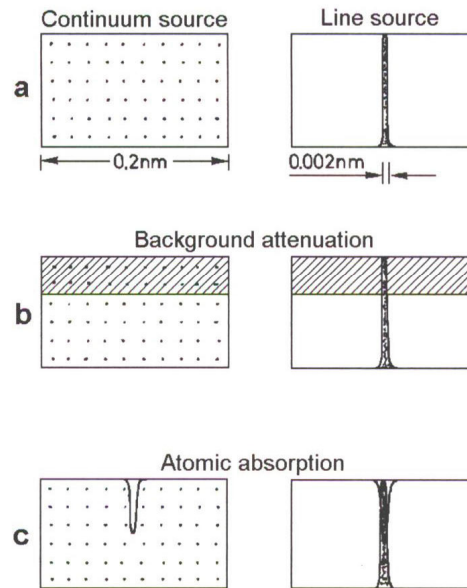 Continuum source
Line source
a
0,2nm
0.002nm
Background attenuation
b
Atomic absorption
c